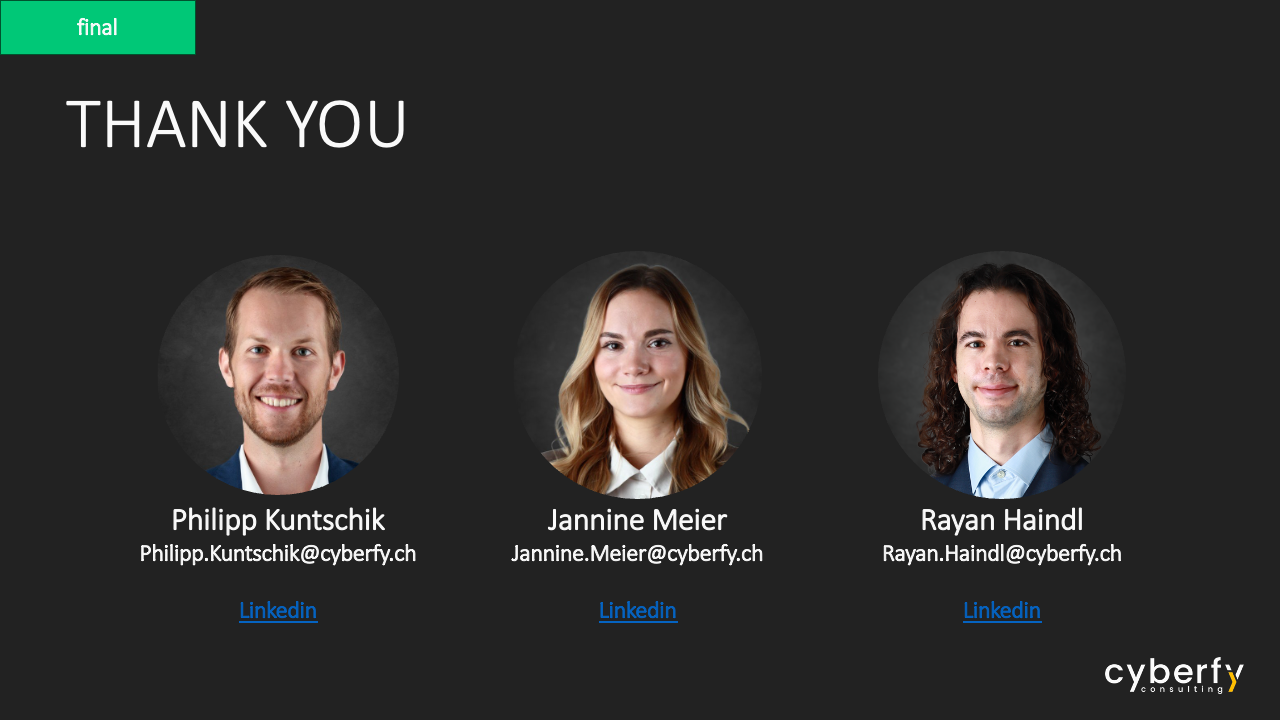 final
THANK YOU
Philipp Kuntschik
Philipp.Kuntschik@cyberfy.ch
Linkedin
Jannine Meier
Jannine.Meier@cyberfy.ch
Linkedin
Rayan Haindl
Rayan.Haindl@cyberfy.ch
Linkedin
cyberfy
consulting